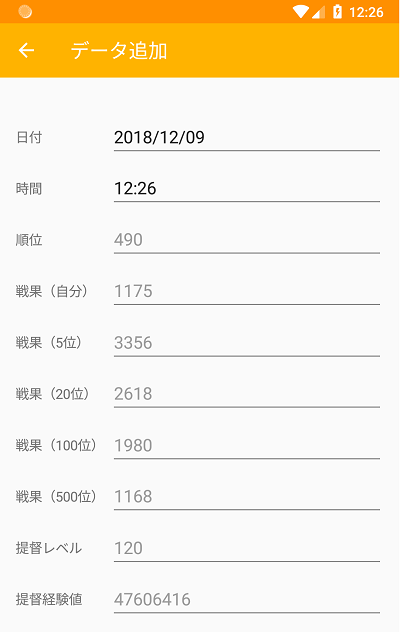 12:26
データ追加
日付 2018/12/09
時間 12:26
順位 490
戦果（自分） 1175
戦果（5位） 3356
戦果（20位） 2618
戦果（100位） 1980
戦果（500位） 1168
提督レベル 120
提督経験値 47606416